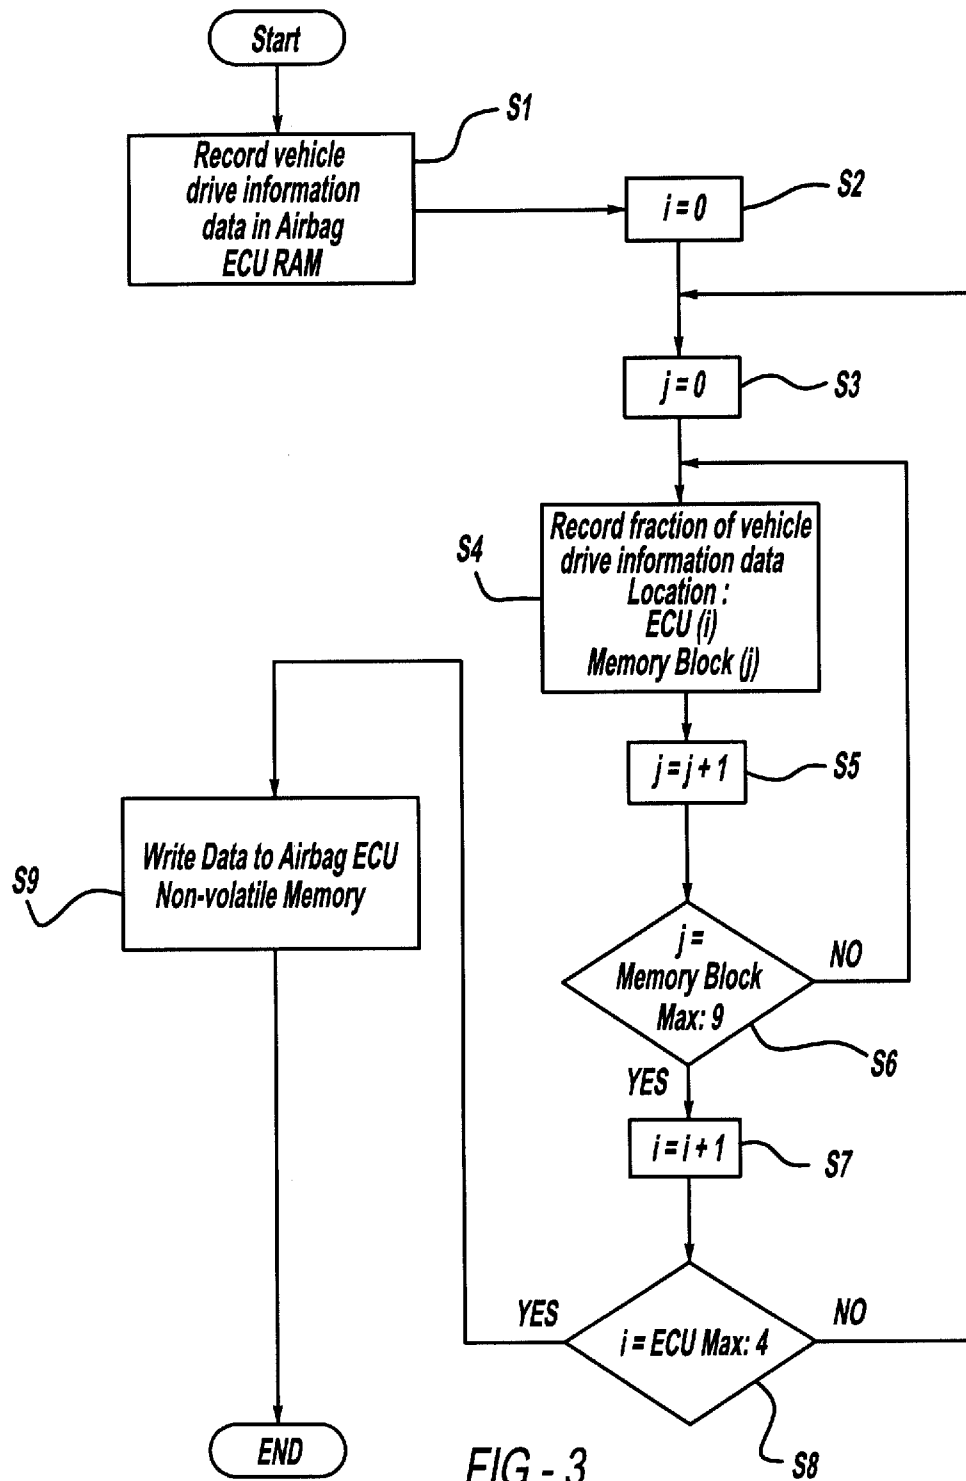 Start
S1
Record vehicle
drive information
data in Airbag
ECU RAM
S2
i = 0
S3
j = 0
Record fraction of vehicle
drive information data
Location :
ECU (i)
Memory Block (j)
S4
j = j + 1
S5
Write Data to Airbag ECU
Non-volatile Memory
S9
j =
Memory Block
Max: 9
NO
S6
YES
i = i + 1
S7
YES
NO
i = ECU Max: 4
S8
END
FIG - 3